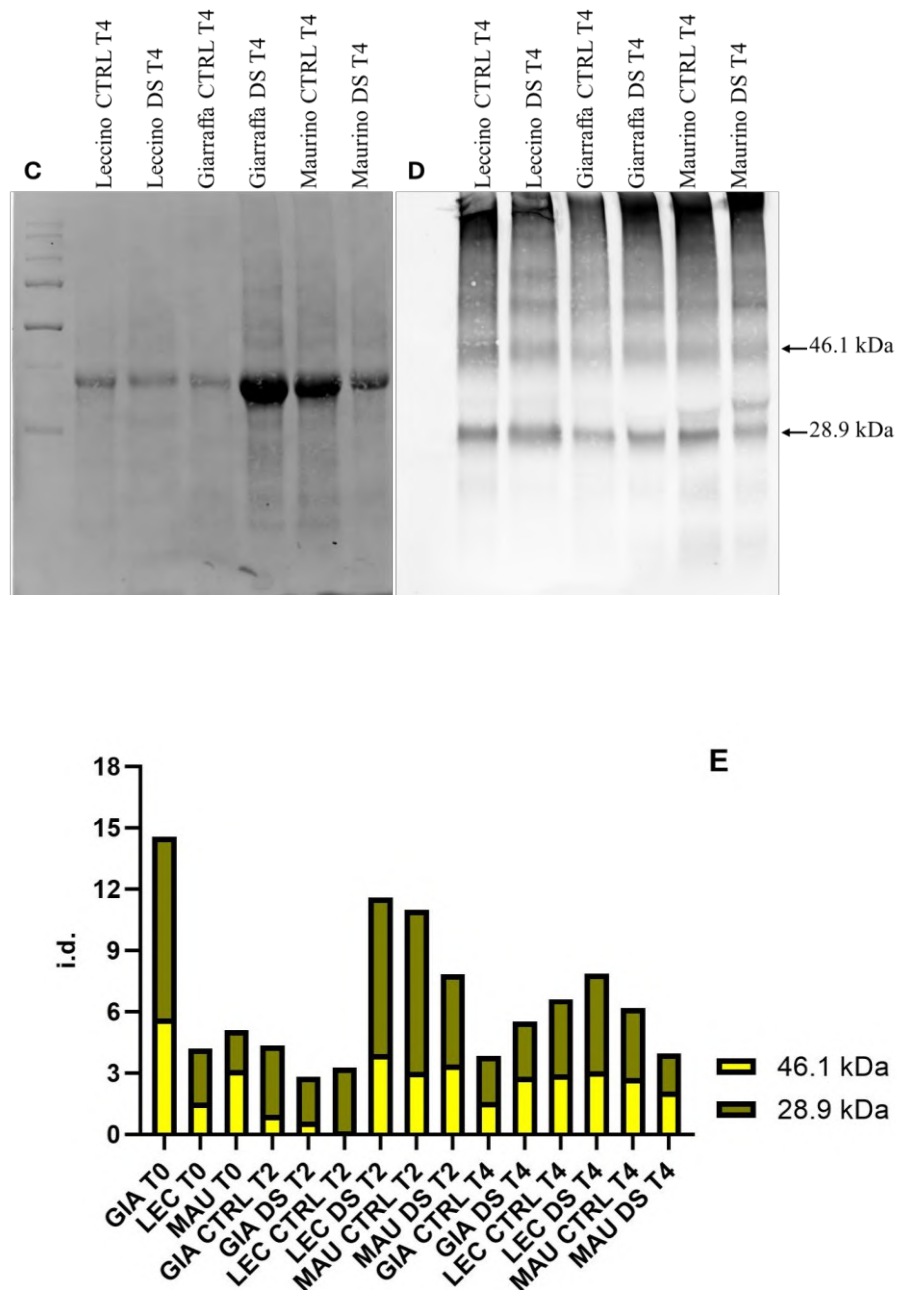 C
Leccino CTRL T4
Leccino DS T4
Giarraffa CTRL T4
Giarraffa DS T4
Maurino CTRL T4
Maurino DS T4
D
Leccino CTRL T4
Leccino DS T4
Giarraffa CTRL T4
Giarraffa DS T4
Maurino CTRL T4
Maurino DS T4
←46.1 kDa
←28.9 kDa
E
18
15
12
9
6
3
0
i.d.
GIA T0
LEC T0
MAU T0
GIA CTRL T2
GIA DS T2
LEC CTRL T2
LEC DS T2
MAU CTRL T2
MAU DS T2
GIA CTRL T4
GIA DS T4
LEC CTRL T4
LEC DS T4
MAU CTRL T4
MAU DS T4
46.1 kDa
28.9 kDa